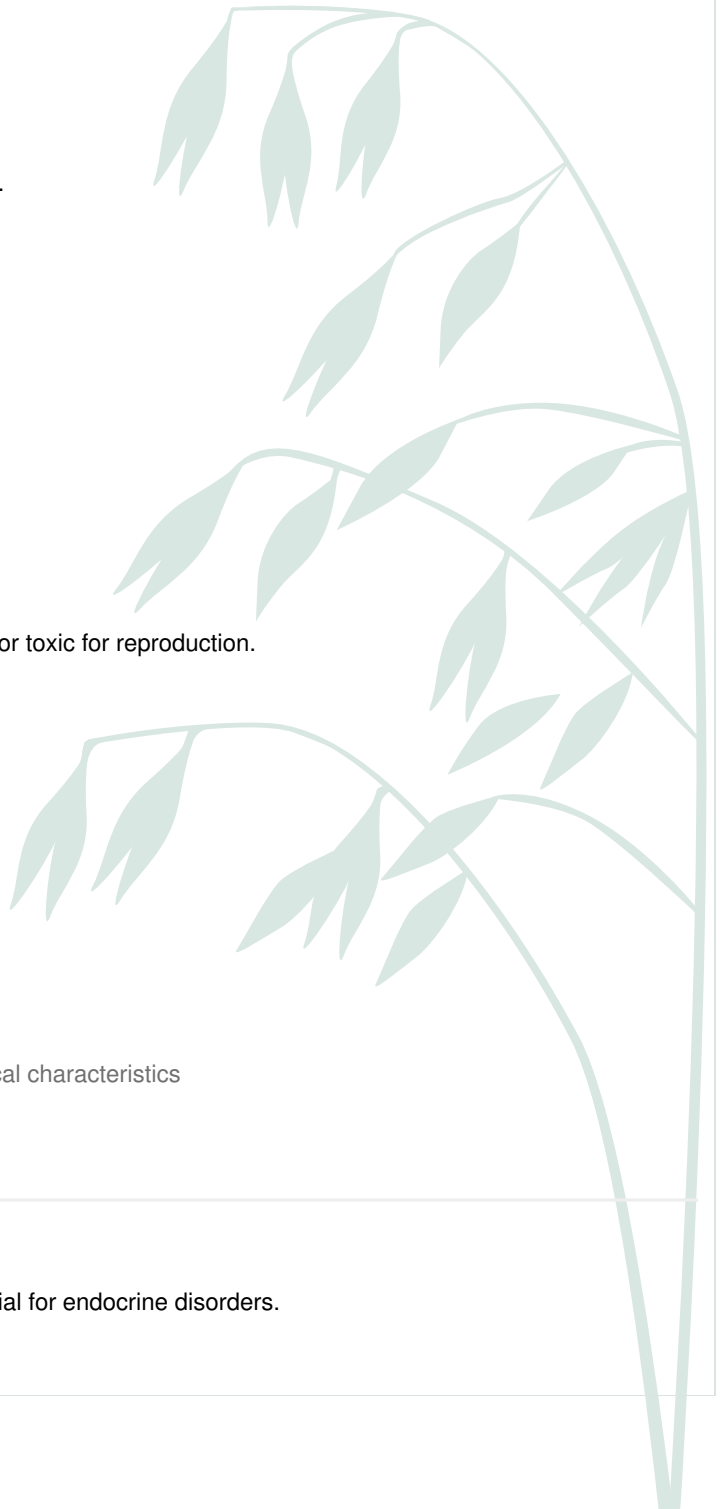 .
or toxic for reproduction.
cal characteristics
ial for endocrine disorders.